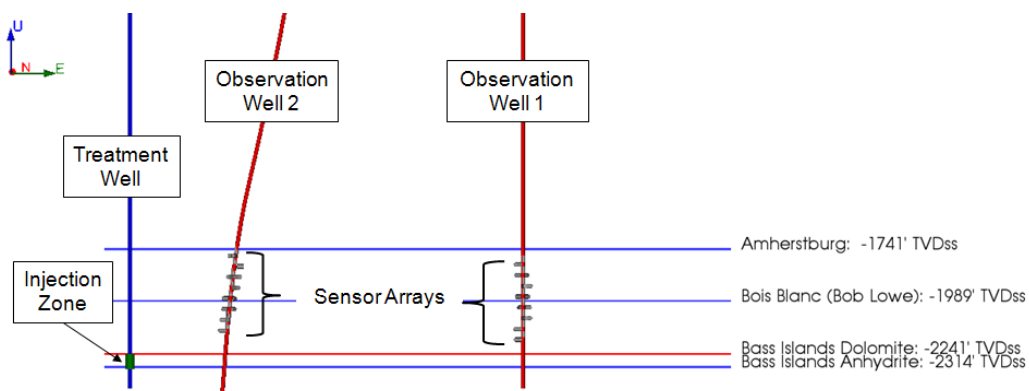 U
N
E
Observation
Well 2
Observation
Well 1
Treatment
Well
Injection
Zone
Sensor Arrays
Amherstburg: -1741' TVDss
Bois Blanc (Bob Lowe): -1989' TVDss
Bass Islands Dolomite: -2241' TVDss
Bass Islands Anhydrite: -2314' TVDss